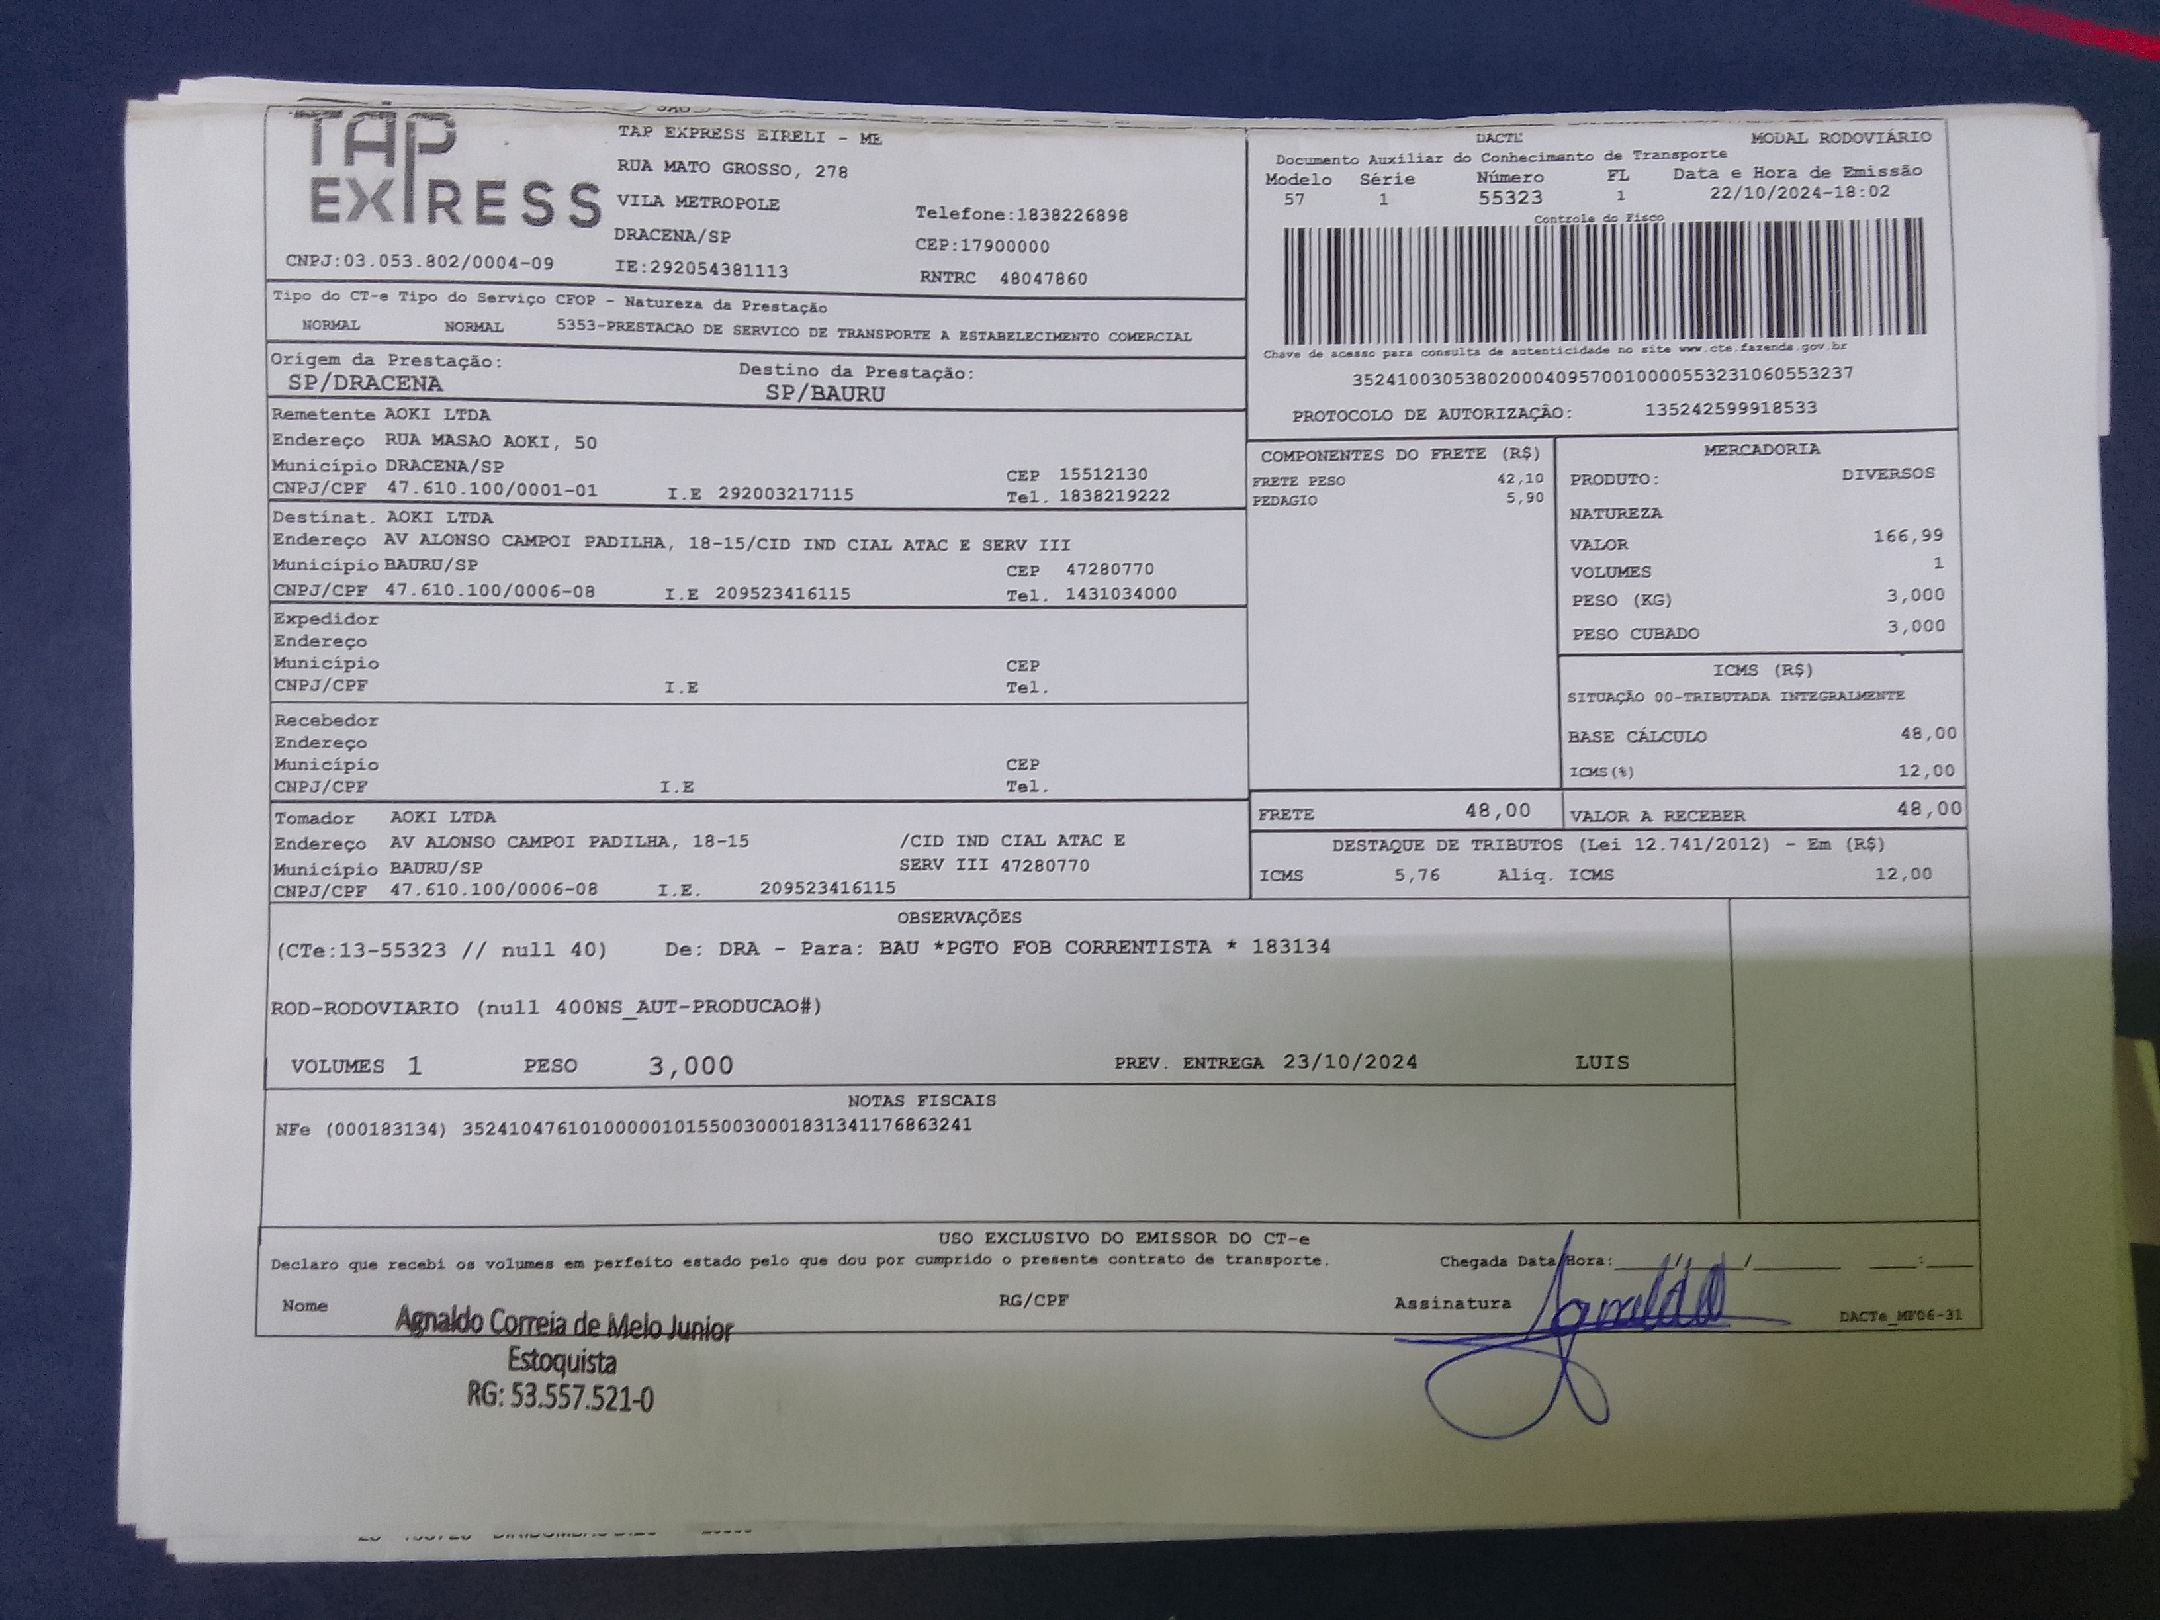 TAP
EXPRESS
CNPJ:03.053.802/0004-09
TAP EXPRESS EIRELI - ME
RUA MATO GROSSO, 278
VILA METROPOLE
Telefone:1838226898
DRACENA/SP
CEP:17900000
IE:292054381113
RNTRC 48047860
DACTE
MODAL RODOVIÁRIO
Documento Auxiliar do Conhecimanto de Transporte
Modelo Série Número FL Data e Hora de Emissão
57 1 55323 1 22/10/2024-18:02
Controle do Fisco
Chave de acesso para consulta de autenticidade no site www.cte.fazenda.gov.br
35241003053802000409570010000553231060553237
PROTOCOLO DE AUTORIZAÇÃO: 135242599918533
Tipo do CT-e Tipo do Serviço CFOP - Natureza da Prestação
NORMAL NORMAL 5353-PRESTACAO DE SERVICO DE TRANSPORTE A ESTABELECIMENTO COMERCIAL
Origem da Prestação: Destino da Prestação:
SP/DRACENA SP/BAURU
Remetente AOKI LTDA
Endereço RUA MASAO AOKI, 50
Município DRACENA/SP CEP 15512130
CNPJ/CPF 47.610.100/0001-01 I.E 292003217115 Tel. 1838219222
Destinat. AOKI LTDA
Endereço AV ALONSO CAMPOI PADILHA, 18-15/CID IND CIAL ATAC E SERV III
Município BAURU/SP CEP 47280770
CNPJ/CPF 47.610.100/0006-08 I.E 209523416115 Tel. 1431034000
Expedidor
Endereço
Município CEP
CNPJ/CPF I.E Tel.
Recebedor
Endereço
Município CEP
CNPJ/CPF I.E Tel.
Tomador AOKI LTDA
Endereço AV ALONSO CAMPOI PADILHA, 18-15 /CID IND CIAL ATAC E
Município BAURU/SP SERV III 47280770
CNPJ/CPF 47.610.100/0006-08 I.E. 209523416115
COMPONENTES DO FRETE (R$)
FRETE PESO 42,10
PEDAGIO 5,90
MERCADORIA
PRODUTO: DIVERSOS
NATUREZA
VALOR 166,99
VOLUMES 1
PESO (KG) 3,000
PESO CUBADO 3,000
ICMS (R$)
SITUAÇÃO 00-TRIBUTADA INTEGRALMENTE
BASE CÁLCULO 48,00
ICMS(%) 12,00
FRETE 48,00 VALOR A RECEBER 48,00
DESTAQUE DE TRIBUTOS (Lei 12.741/2012) - Em (R$)
ICMS 5,76 Aliq. ICMS 12,00
OBSERVAÇÕES
(CTe:13-55323 // null 40) De: DRA - Para: BAU *PGTO FOB CORRENTISTA * 183134
ROD-RODOVIARIO (null 400NS_AUT-PRODUCAO#)
VOLUMES 1 PESO 3,000 PREV. ENTREGA 23/10/2024 LUIS
NOTAS FISCAIS
NFe (000183134) 35241047610100000101550030001831341176863241
USO EXCLUSIVO DO EMISSOR DO CT-e
Declaro que recebi os volumes em perfeito estado pelo que dou por cumprido o presente contrato de transporte. Chegada Data/Hora:____/____/______ ___:___
Nome RG/CPF Assinatura Agnaldo DACTe_MF06-31
Agnaldo Correia de Melo Junior
Estoquista
RG: 53.557.521-0